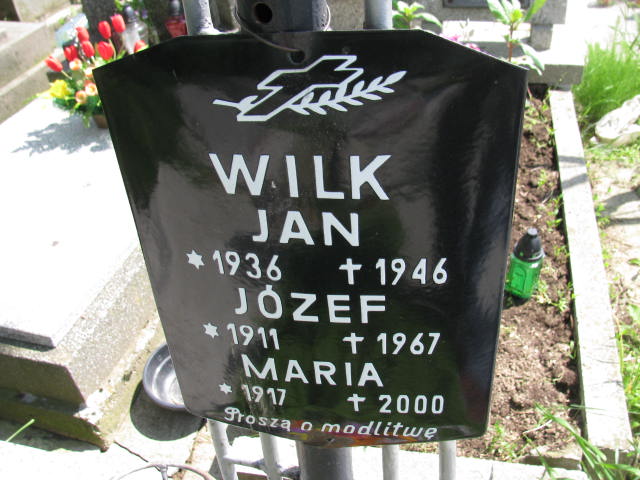 WILK
JAN
*1936 †1946
JÓZEF
*1911 †1967
MARIA
*1917 †2000
proszą o modlitwę